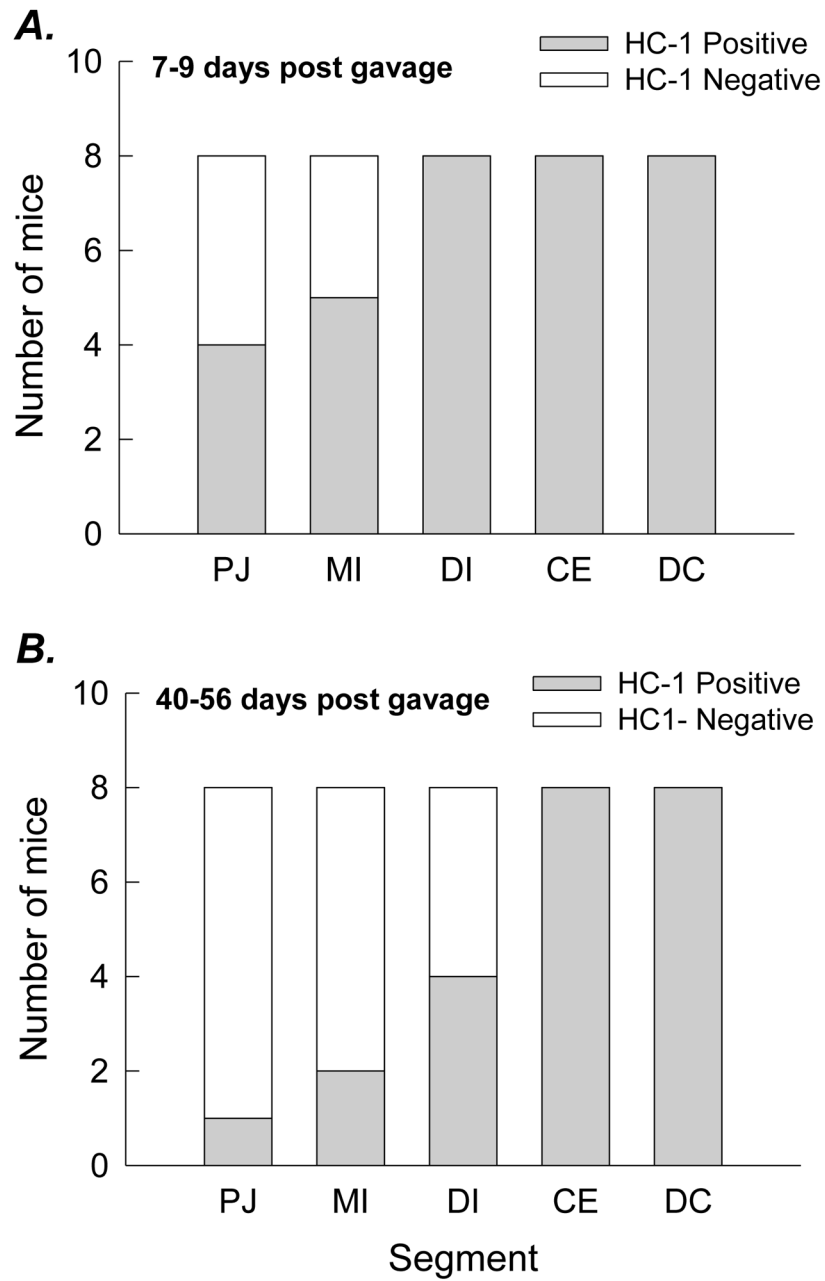 A.
HC-1 Positive
HC-1 Negative
7-9 days post gavage
10
8
6
4
2
0
Number of mice
PJ MI DI CE DC
B.
HC-1 Positive
HC1- Negative
40-56 days post gavage
10
8
6
4
2
0
Number of mice
PJ MI DI CE DC
Segment